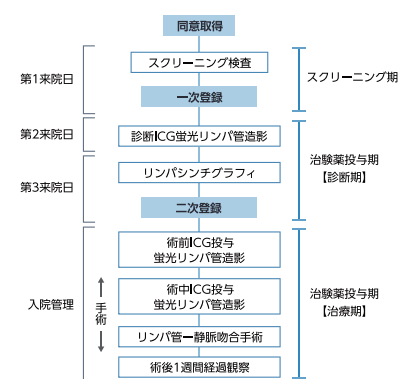 同意取得
スクリーニング検査
第1来院日
スクリーニング期
一次登録
第2来院日
診断ICG蛍光リンパ管造影
治験薬投与期
【診断期】
第3来院日
リンパシンチグラフィ
二次登録
術前ICG投与
蛍光リンパ管造影
入院管理
手術
術中ICG投与
蛍光リンパ管造影
治験薬投与期
【治療期】
リンパ管ー静脈吻合手術
術後1週間経過観察